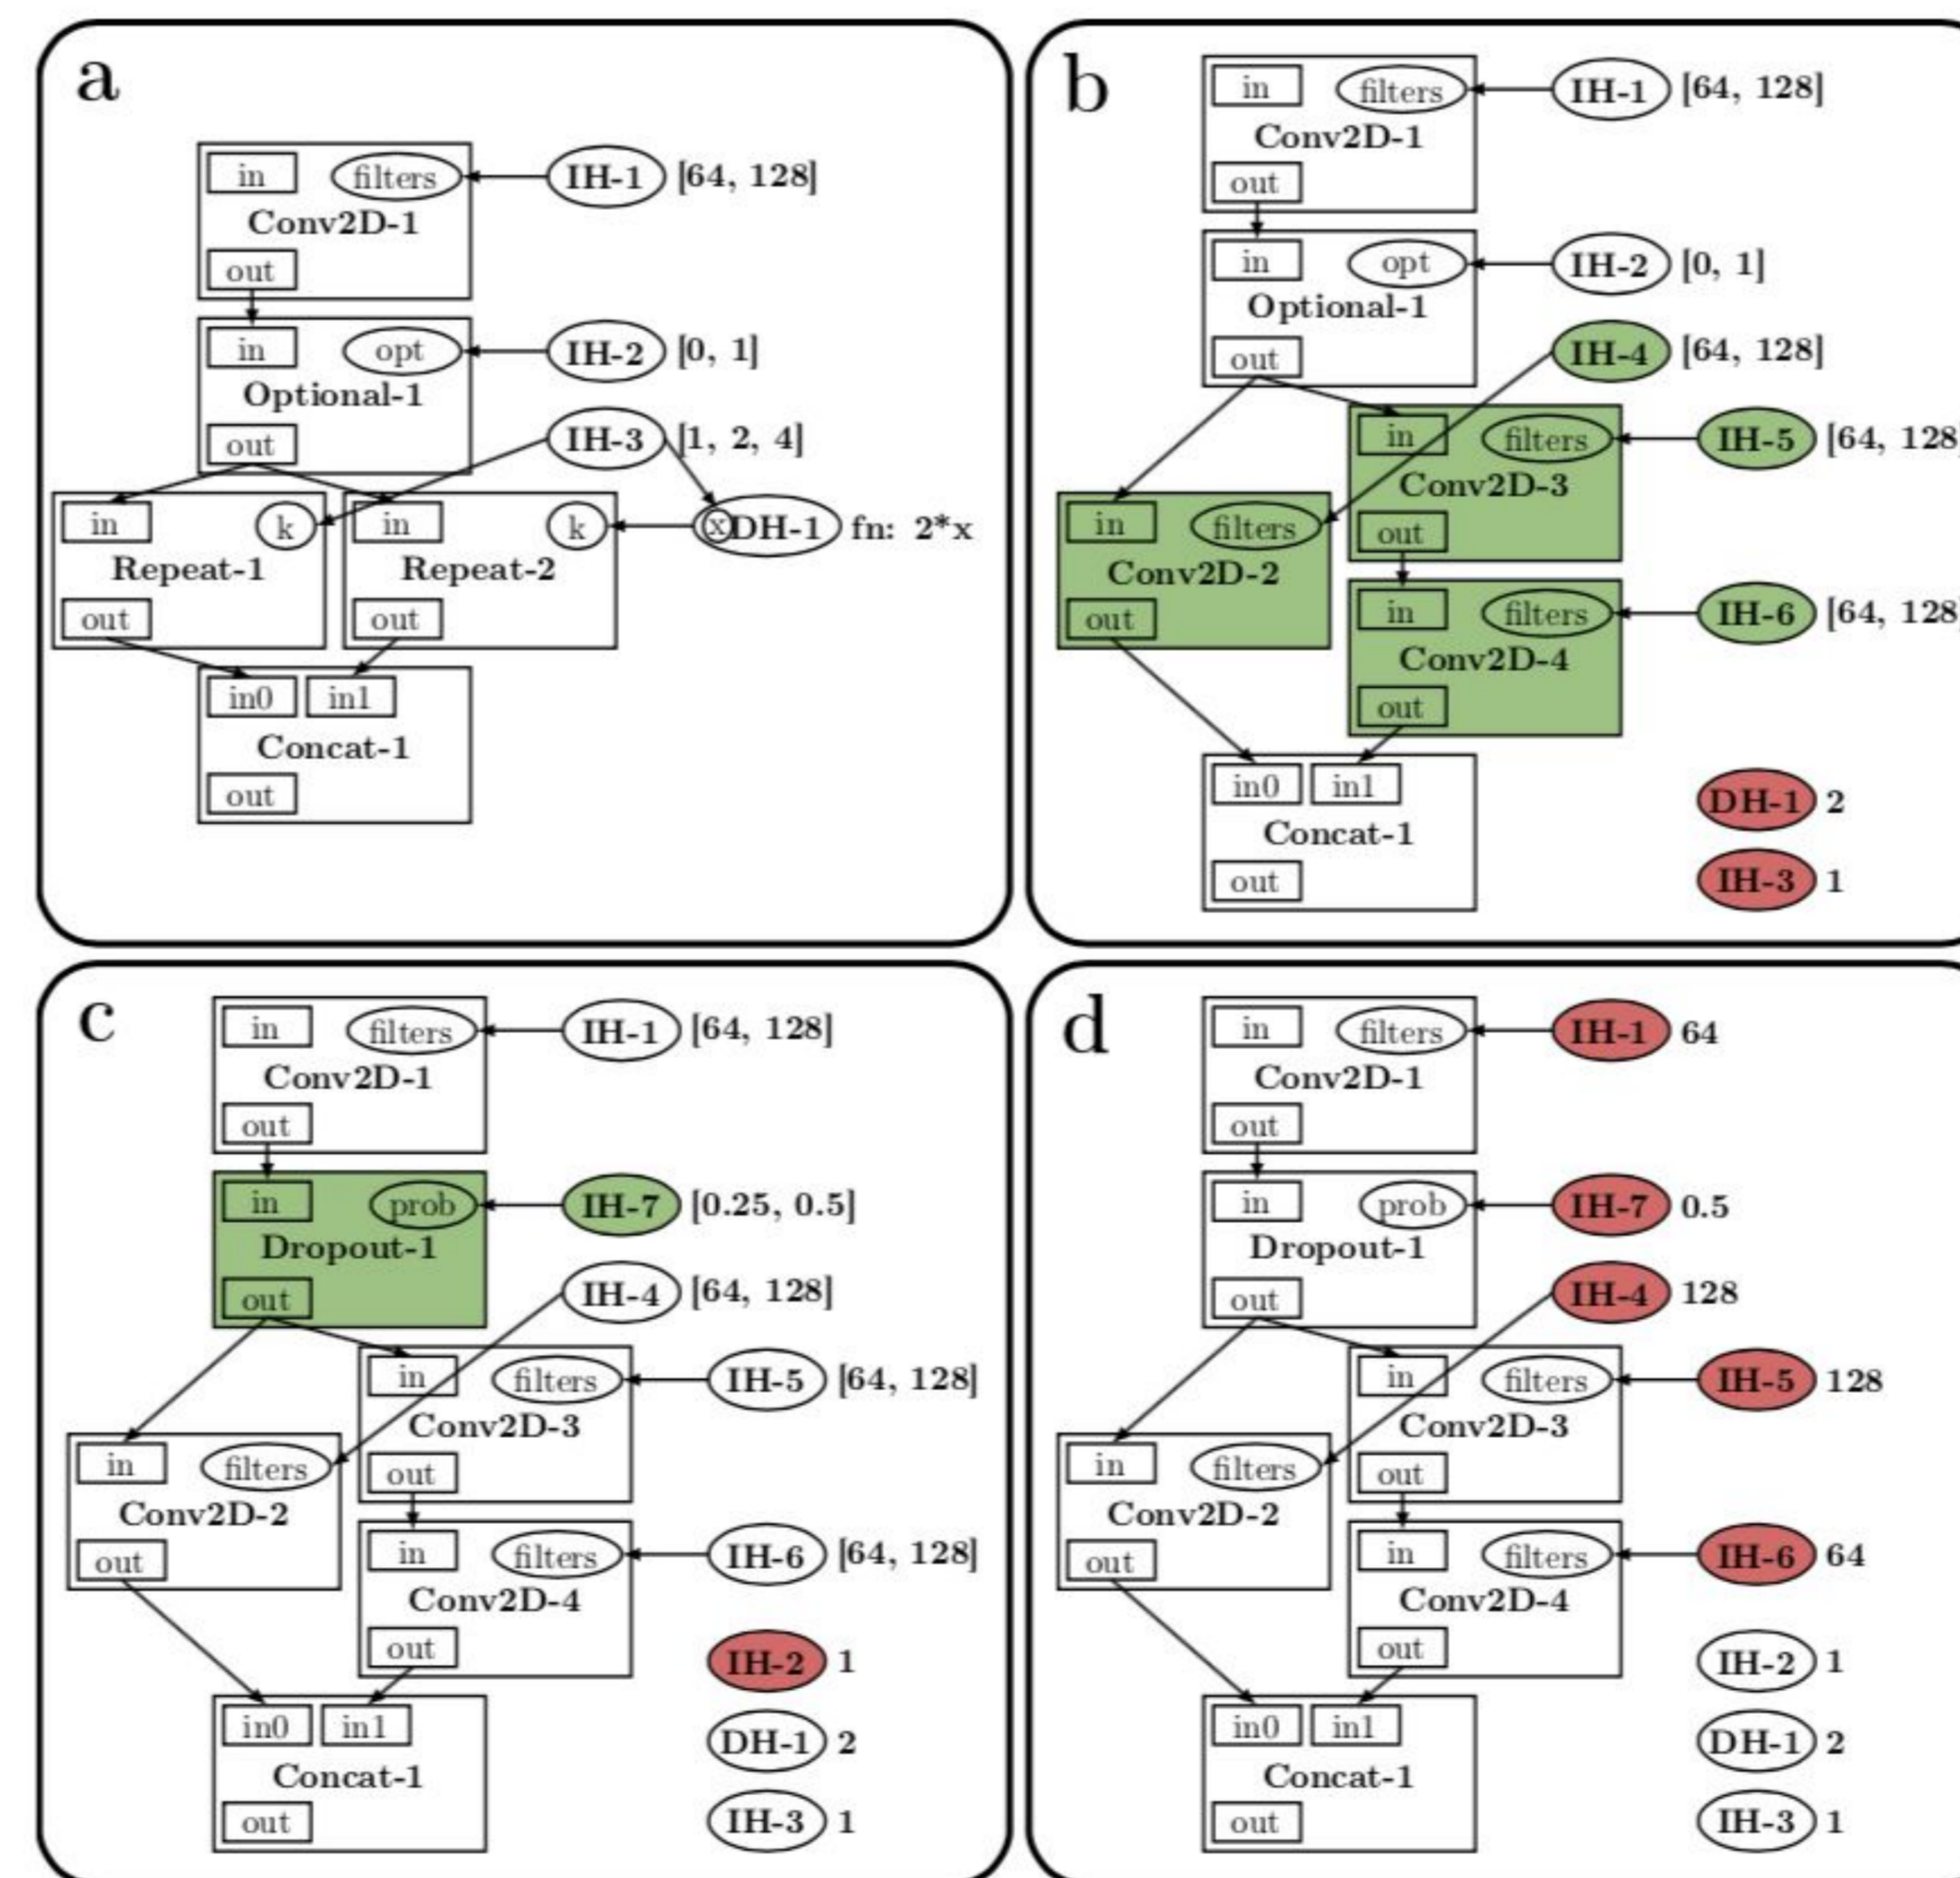 a
in filters IH-1 [64, 128]
Conv2D-1
out
in opt IH-2 [0, 1]
Optional-1
out IH-3 [1, 2, 4]
in k in k xDH-1 fn: 2*x
Repeat-1 Repeat-2
out out
in0 in1
Concat-1
out
b
in filters IH-1 [64, 128]
Conv2D-1
out
in opt IH-2 [0, 1]
Optional-1
out IH-4 [64, 128]
in filters IH-5 [64, 128
Conv2D-3
in filters out
Conv2D-2
in filters IH-6 [64, 128
out Conv2D-4
out
in0 in1 DH-1 2
Concat-1
out IH-3 1
c
in filters IH-1 [64, 128]
Conv2D-1
out
in prob IH-7 [0.25, 0.5]
Dropout-1
out IH-4 [64, 128]
in filters IH-5 [64, 128]
Conv2D-3
in filters out
Conv2D-2
out in filters IH-6 [64, 128]
Conv2D-4
out IH-2 1
in0 in1 DH-1 2
Concat-1
out IH-3 1
d
in filters IH-1 64
Conv2D-1
out
in prob IH-7 0.5
Dropout-1
out IH-4 128
in filters IH-5 128
Conv2D-3
in filters out
Conv2D-2
out in filters IH-6 64
Conv2D-4
out IH-2 1
in0 in1 DH-1 2
Concat-1
out IH-3 1